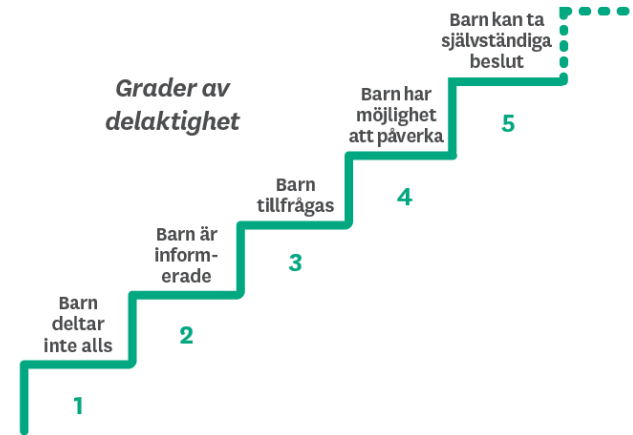 Grader av
delaktighet
Barn
deltar
inte alls
1
Barn är
inform-
erade
2
Barn
tillfrågas
3
Barn har
möjlighet
att påverka
4
Barn kan ta
självständiga
beslut
5